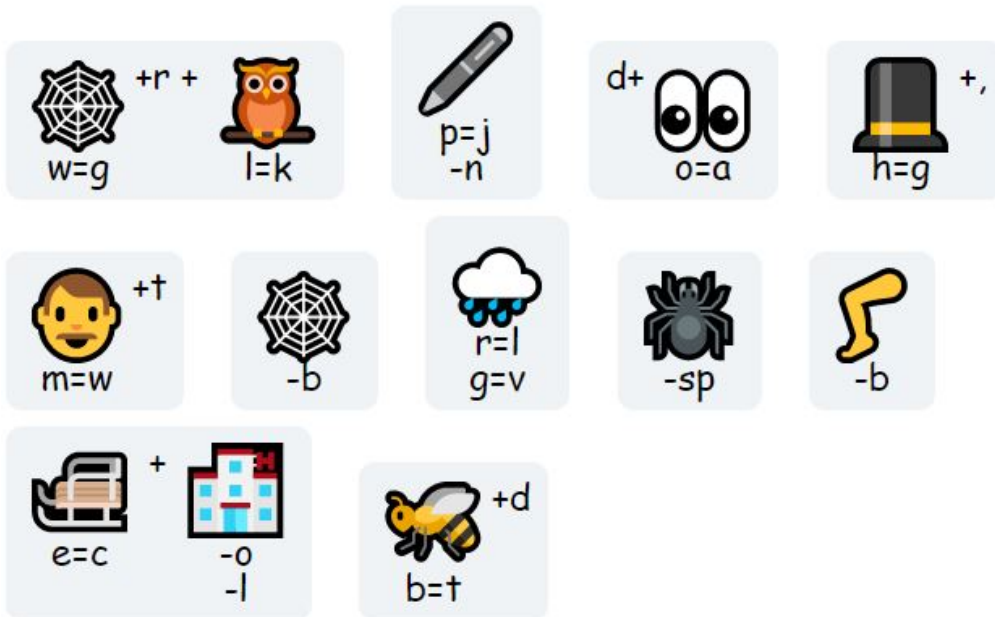 +r +
w=g l=k
p=j
-n
d+
o=a
+,
h=g
+t
m=w
-b
r=l
g=v
-sp
-b
+
e=c
-o
-l
+d
b=t